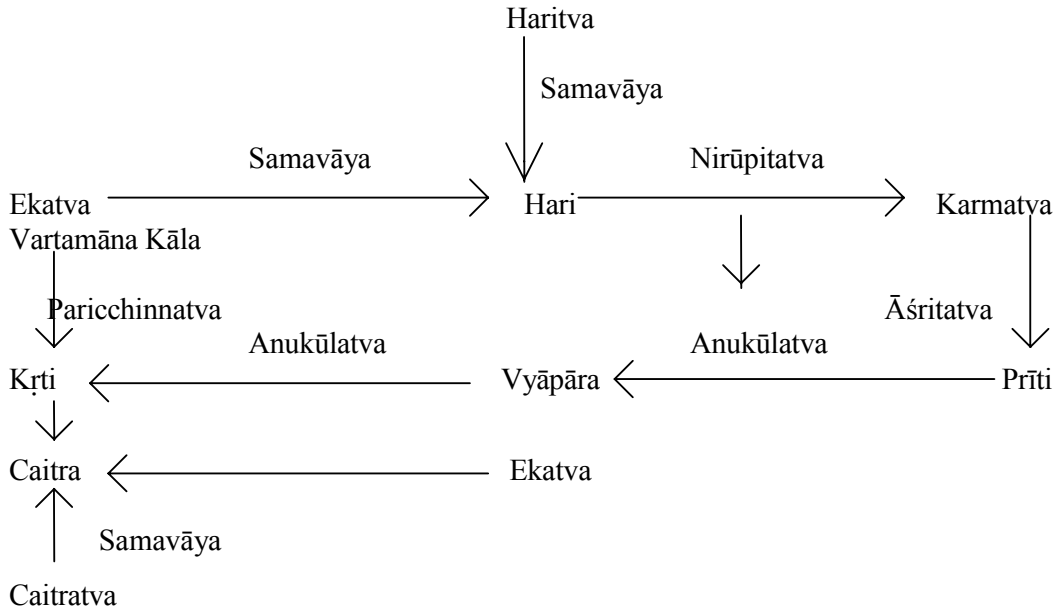 Haritva
Samavāya
Samavāya
Nirūpitatva
Ekatva
Hari
Karmatva
Vartamāna Kāla
Paricchinnatva
Āśritatva
Anukūlatva
Anukūlatva
Kṛti
Vyāpāra
Prīti
Caitra
Ekatva
Samavāya
Caitratva